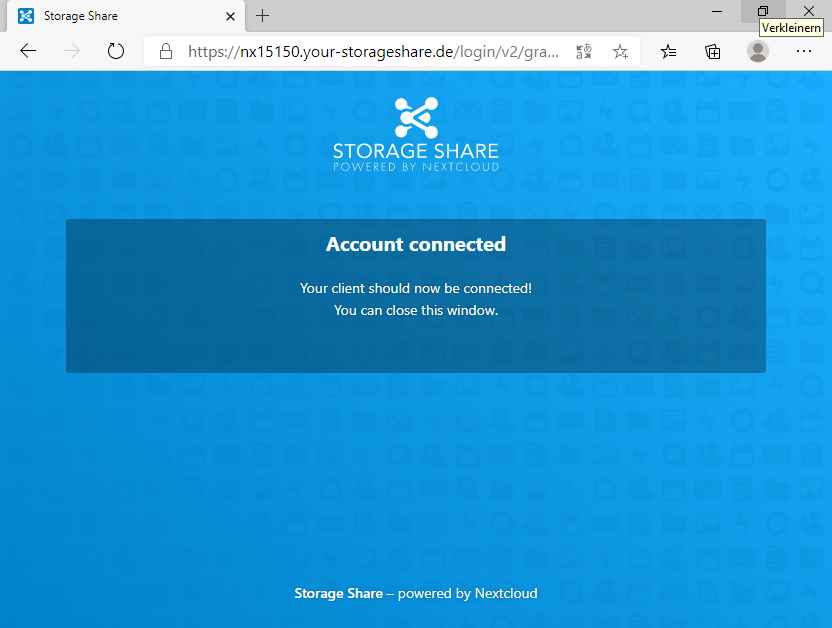 Storage Share
Verkleinern
https://nx15150.your-storageshare.de/login/v2/gra...
STORAGE SHARE
POWERED BY NEXTCLOUD
Account connected
Your client should now be connected!
You can close this window.
Storage Share – powered by Nextcloud